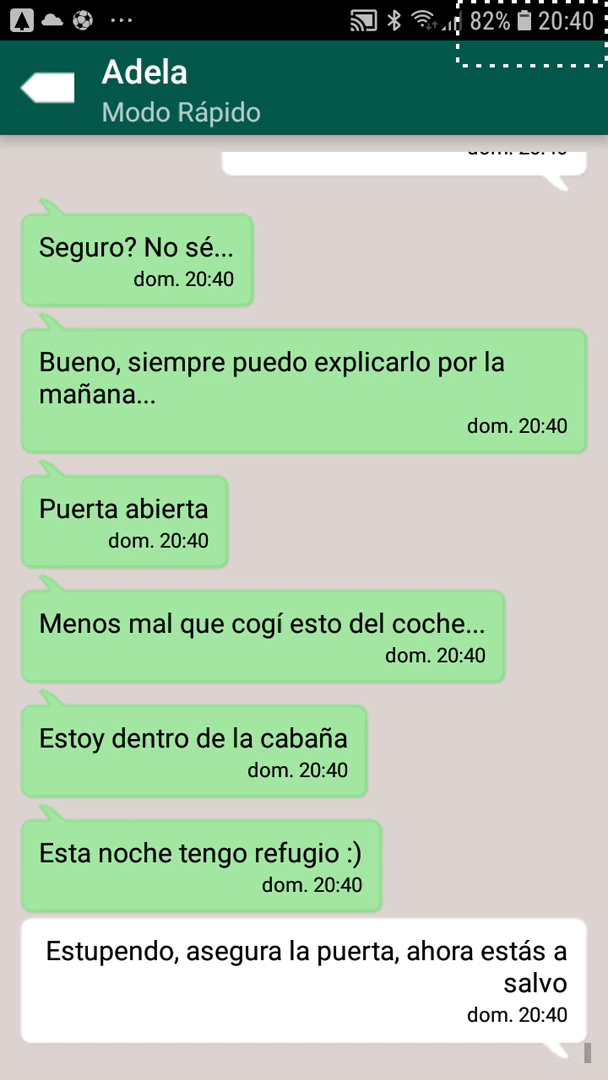 82% 20:40
Adela
Modo Rápido
Seguro? No sé...
dom. 20:40
Bueno, siempre puedo explicarlo por la
mañana...
dom. 20:40
Puerta abierta
dom. 20:40
Menos mal que cogí esto del coche...
dom. 20:40
Estoy dentro de la cabaña
dom. 20:40
Esta noche tengo refugio :)
dom. 20:40
Estupendo, asegura la puerta, ahora estás a
salvo
dom. 20:40